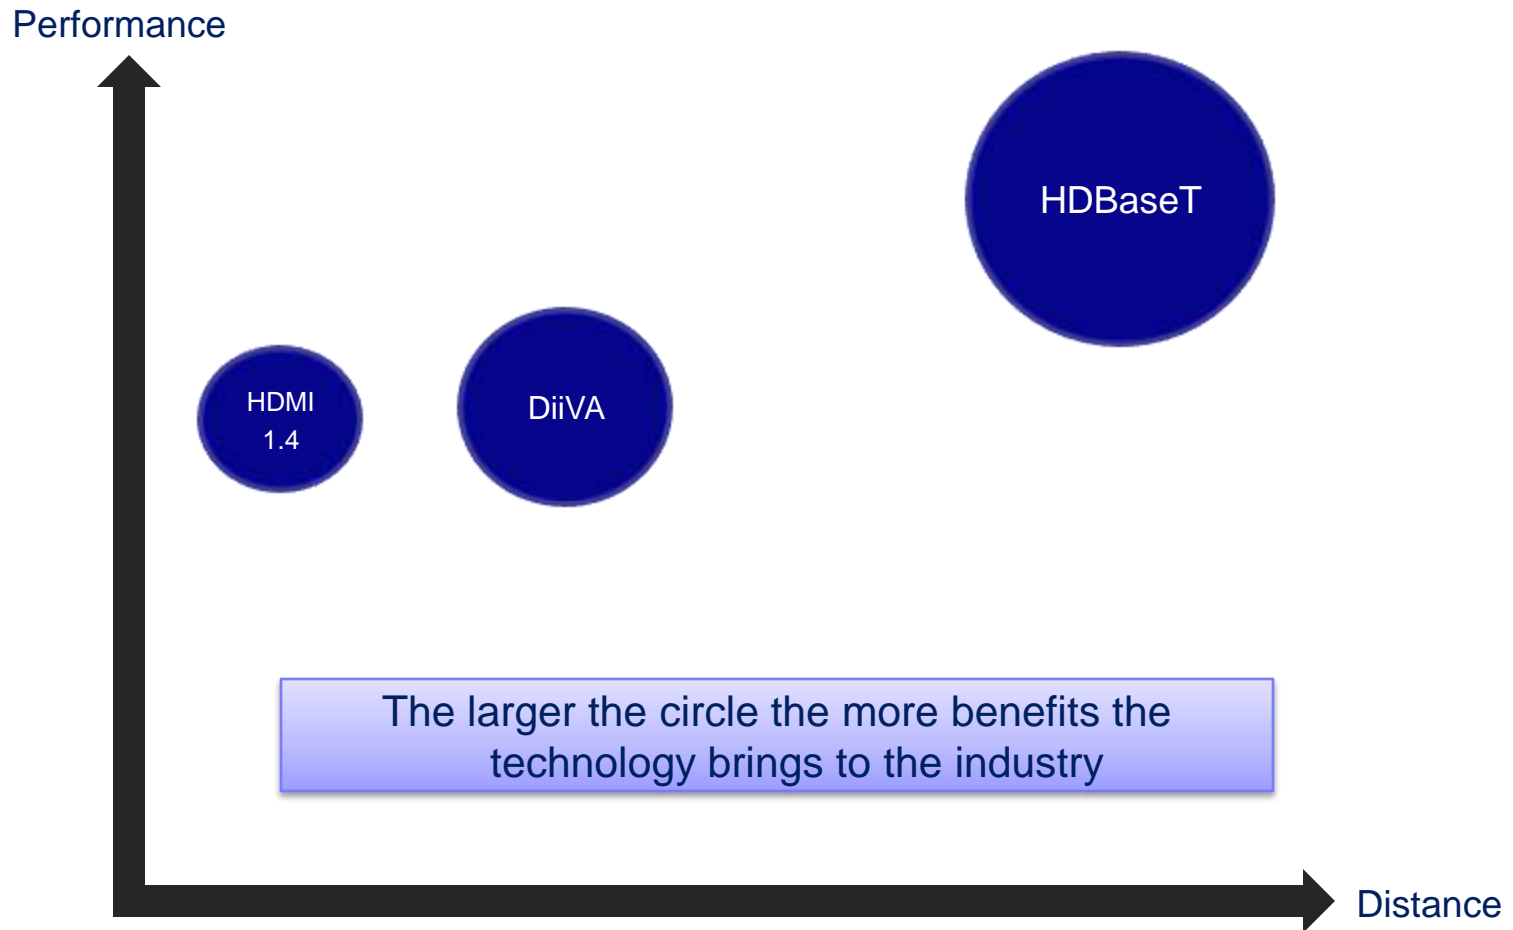 Performance
HDBaseT
HDMI
1.4
DiiVA
The larger the circle the more benefits the
technology brings to the industry
Distance